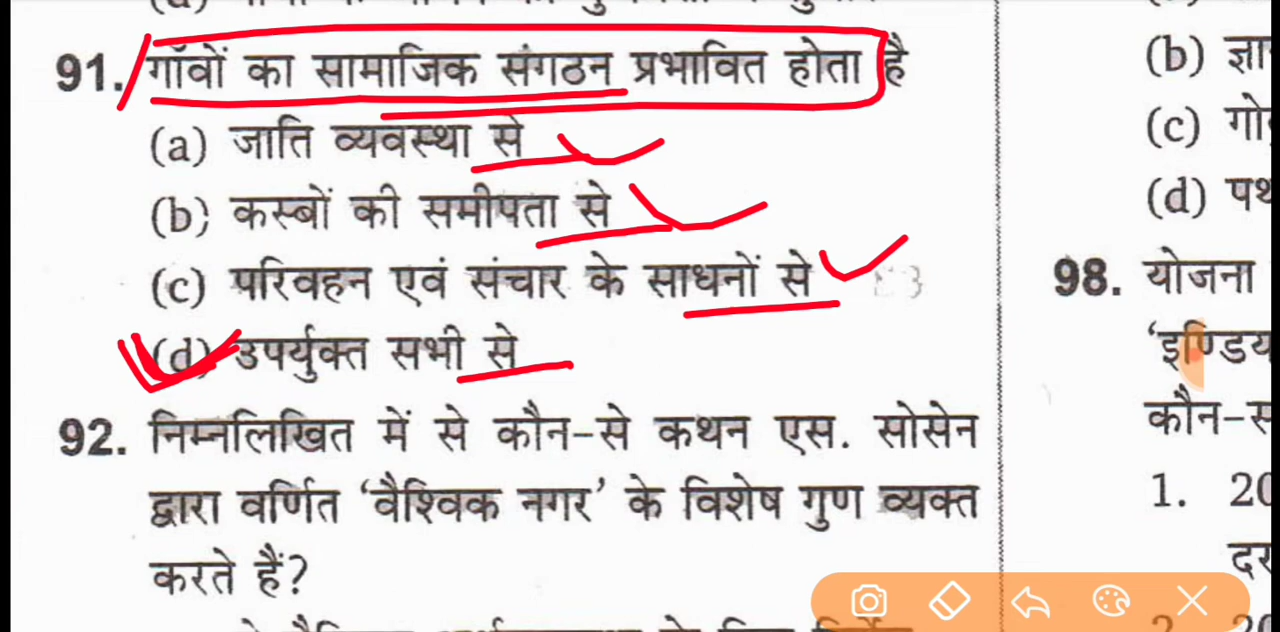 91. गाँवों का सामाजिक संगठन प्रभावित होता है
(a) जाति व्यवस्था से
(b) कस्बों की समीपता से
(c) परिवहन एवं संचार के साधनों से
(d) उपर्युक्त सभी से
92. निम्नलिखित में से कौन-से कथन एस. सोसेन
द्वारा वर्णित ‘वैश्विक नगर’ के विशेष गुण व्यक्त
करते हैं?
(b)
(c)
(d)
98. योजना
कौन-
1. 20